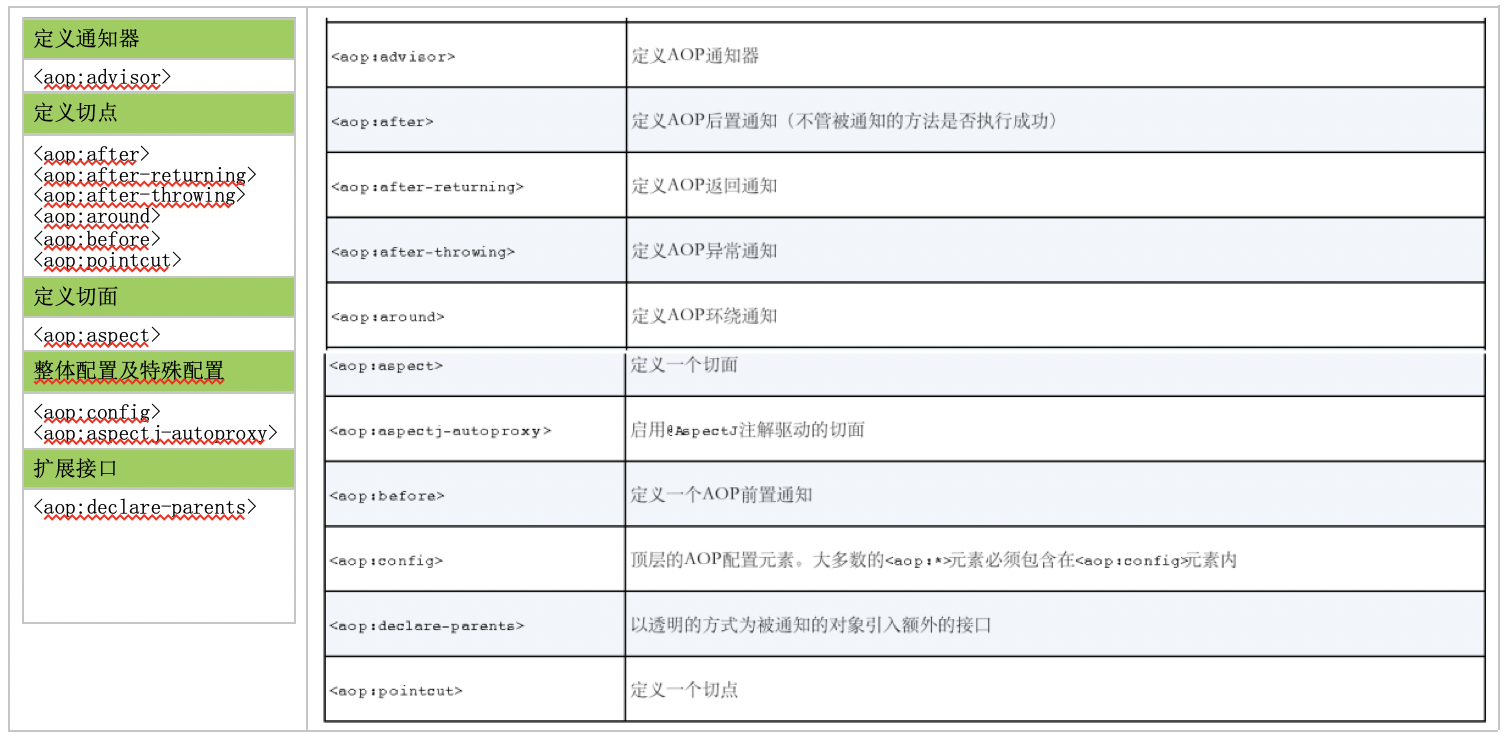 定义通知器
<aop:advisor>
定义切点
<aop:after>
<aop:after-returning>
<aop:after-throwing>
<aop:around>
<aop:before>
<aop:pointcut>
定义切面
<aop:aspect>
整体配置及特殊配置
<aop:config>
<aop:aspectj-autoproxy>
扩展接口
<aop:declare-parents>
<aop:advisor> 定义AOP通知器
<aop:after> 定义AOP后置通知（不管被通知的方法是否执行成功）
<aop:after-returning> 定义AOP返回通知
<aop:after-throwing> 定义AOP异常通知
<aop:around> 定义AOP环绕通知
<aop:aspect> 定义一个切面
<aop:aspectj-autoproxy> 启用@AspectJ注解驱动的切面
<aop:before> 定义一个AOP前置通知
<aop:config> 顶层的AOP配置元素。大多数的<aop:*>元素必须包含在<aop:config>元素内
<aop:declare-parents> 以透明的方式为被通知的对象引入额外的接口
<aop:pointcut> 定义一个切点